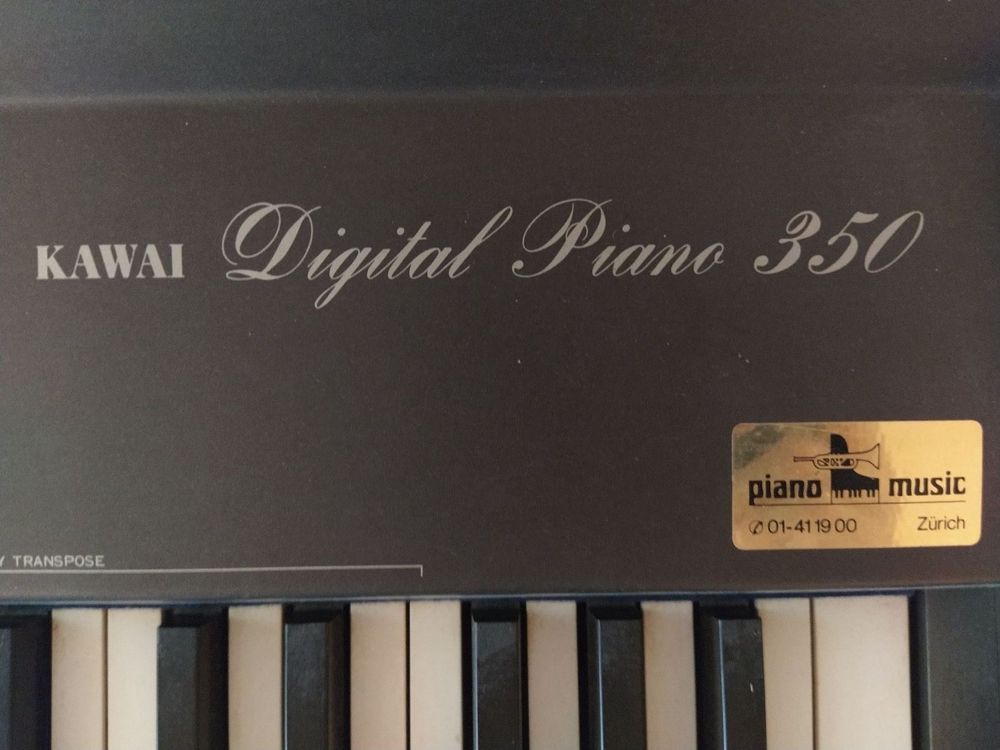 KAWAI Digital Piano 350
piano music
✆ 01-41 19 00 Zürich
Y TRANSPOSE